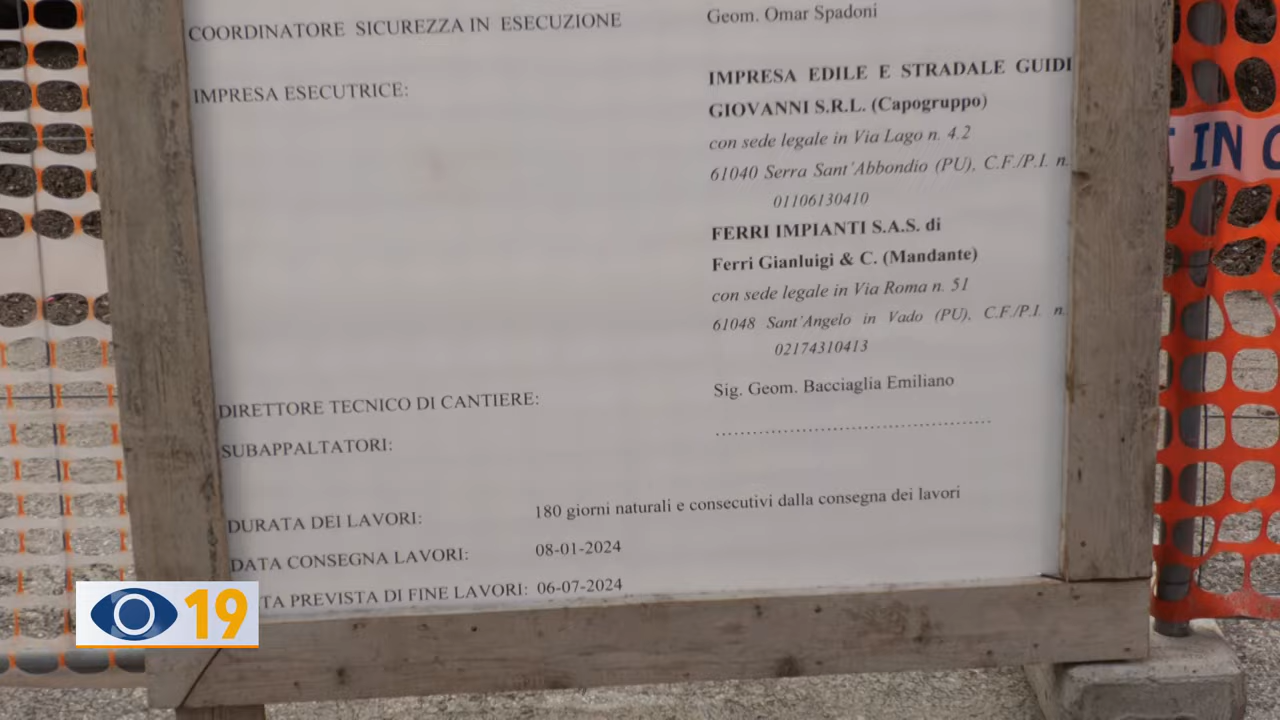 COORDINATORE SICUREZZA IN ESECUZIONE
Geom. Omar Spadoni
IMPRESA ESECUTRICE:
IMPRESA EDILE E STRADALE GUIDI
GIOVANNI S.R.L. (Capogruppo)
con sede legale in Via Lago n. 4.2
61040 Serra Sant'Abbondio (PU), C.F./P.I. n.
01106130410
FERRI IMPIANTI S.A.S. di
Ferri Gianluigi & C. (Mandante)
con sede legale in Via Roma n. 51
61048 Sant'Angelo in Vado (PU), C.F./P.I. n.
02174310413
DIRETTORE TECNICO DI CANTIERE:
Sig. Geom. Bacciaglia Emiliano
SUBAPPALTATORI:
..............................................
DURATA DEI LAVORI: 180 giorni naturali e consecutivi dalla consegna dei lavori
DATA CONSEGNA LAVORI: 08-01-2024
TA PREVISTA DI FINE LAVORI: 06-07-2024
IN
19